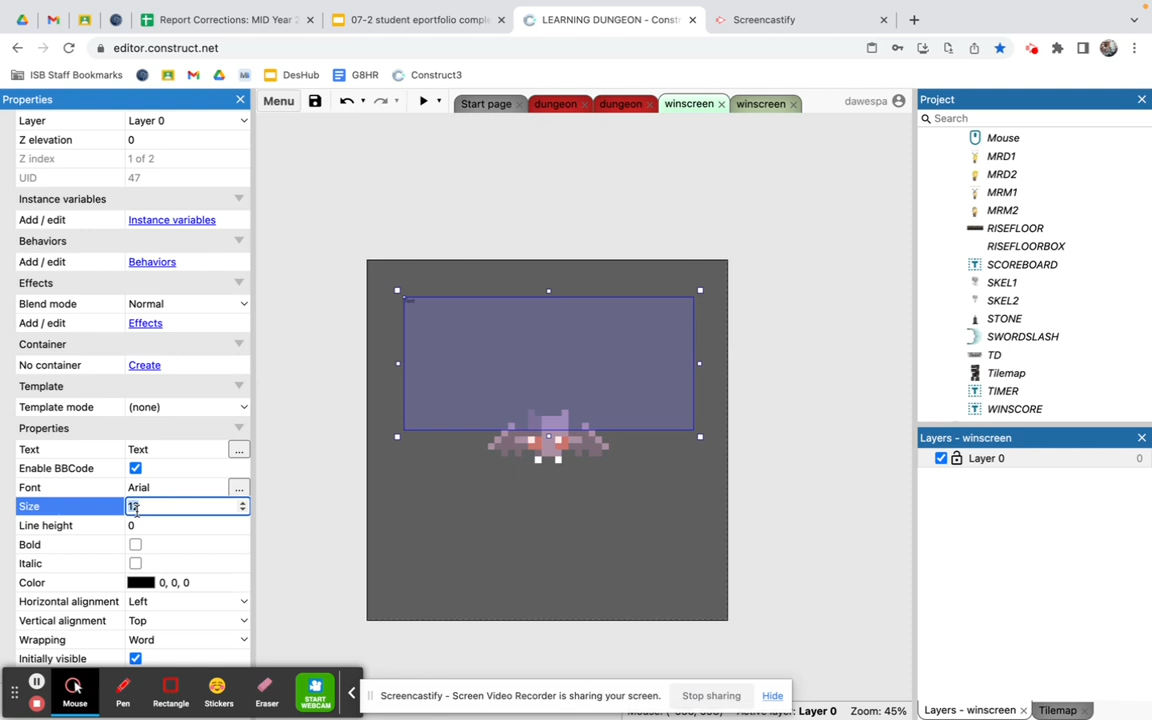 Report Corrections: MID Year 2
07-2 student eportfolio comple
LEARNING DUNGEON - Constr
Screencastify
editor.construct.net
ISB Staff Bookmarks
DesHub
G8HR
Construct3
Properties
Menu
Start page
dungeon
dungeon
winscreen
winscreen
dawespa
Project
Layer
Layer 0
Z elevation
0
Z index
1 of 2
UID
47
Instance variables
Add / edit
Instance variables
Behaviors
Add / edit
Behaviors
Effects
Blend mode
Normal
Add / edit
Effects
Container
No container
Create
Template
Template mode
(none)
Properties
Text
Text
...
Enable BBCode
Font
Arial
...
Size
12
Line height
0
Bold
Italic
Color
0, 0, 0
Horizontal alignment
Left
Vertical alignment
Top
Wrapping
Word
Initially visible
Search
Mouse
MRD1
MRD2
MRM1
MRM2
RISEFLOOR
RISEFLOORBOX
SCOREBOARD
SKEL1
SKEL2
STONE
SWORDSLASH
TD
Tilemap
TIMER
WINSCORE
Layers - winscreen
Layer 0
0
Mouse
Pen
Rectangle
Stickers
Eraser
START WEBCAM
Screencastify - Screen Video Recorder is sharing your screen.
Stop sharing
Hide
Active layer: Layer 0
Zoom: 45%
Layers - winscreen
Tilemap